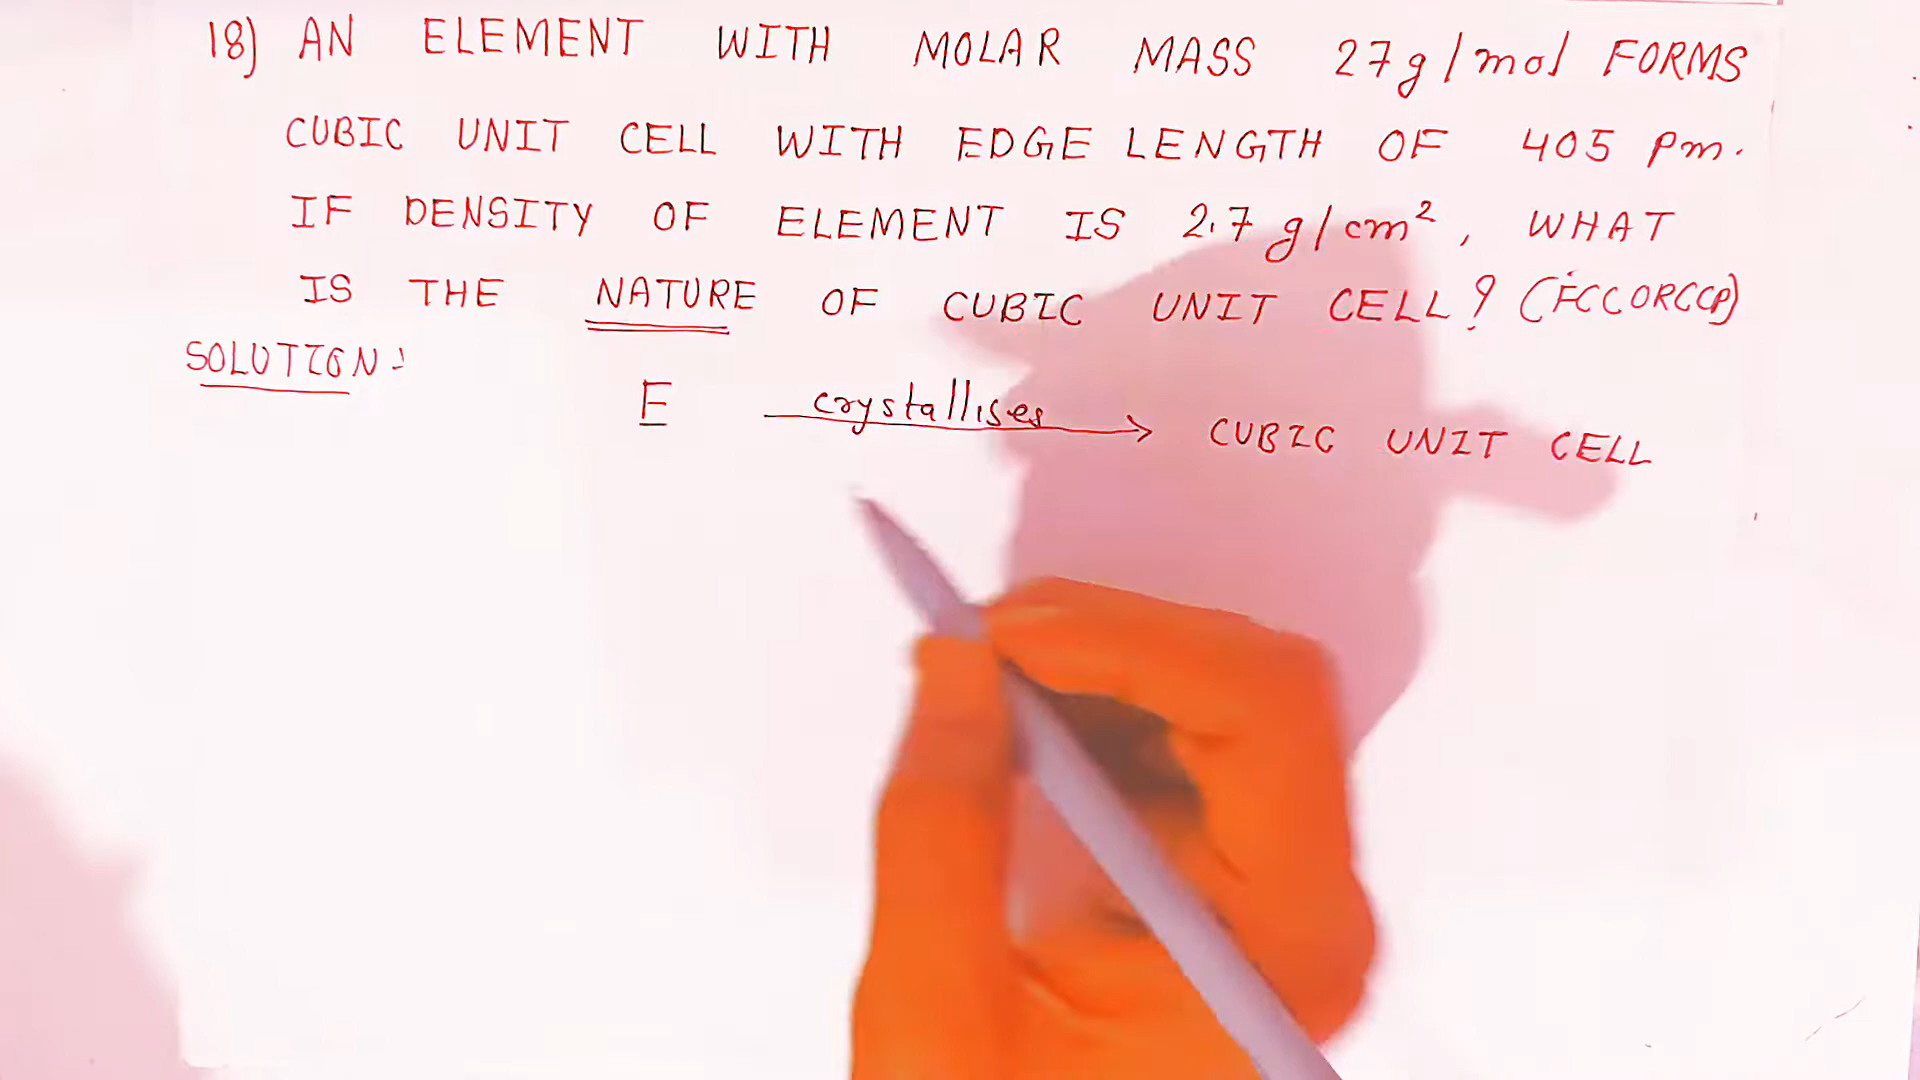 18) AN ELEMENT WITH MOLAR MASS 27g/mol FORMS
CUBIC UNIT CELL WITH EDGE LENGTH OF 405 pm.
IF DENSITY OF ELEMENT IS 2.7 g/cm², WHAT
IS THE NATURE OF CUBIC UNIT CELL? (FCC OR CCP)
SOLUTION:
E crystallises → CUBIC UNIT CELL